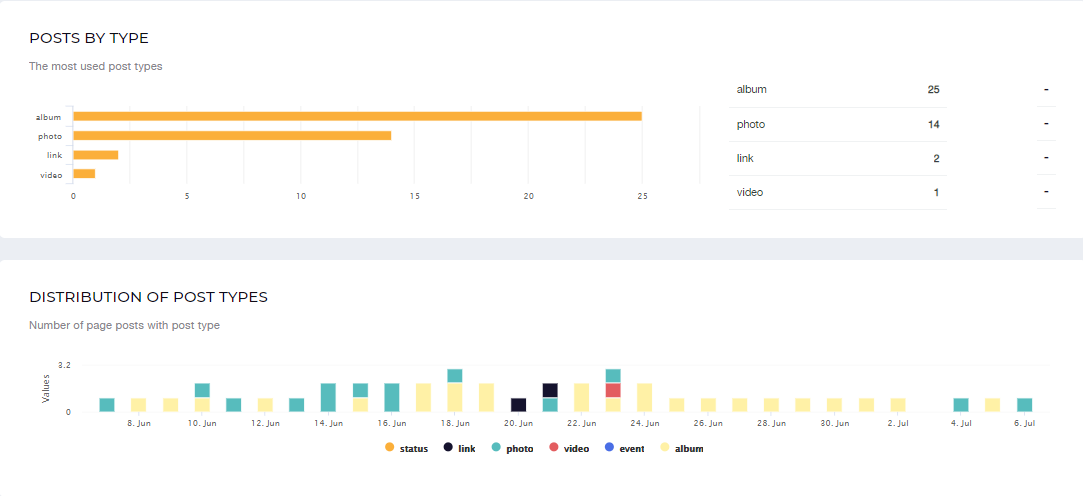 POSTS BY TYPE
The most used post types
album
photo
link
video
0 5 10 15 20 25
album 25 -
photo 14 -
link 2 -
video 1 -
DISTRIBUTION OF POST TYPES
Number of page posts with post type
Values
3.2
0
8. Jun 10. Jun 12. Jun 14. Jun 16. Jun 18. Jun 20. Jun 22. Jun 24. Jun 26. Jun 28. Jun 30. Jun 2. Jul 4. Jul 6. Jul
status link photo video event album